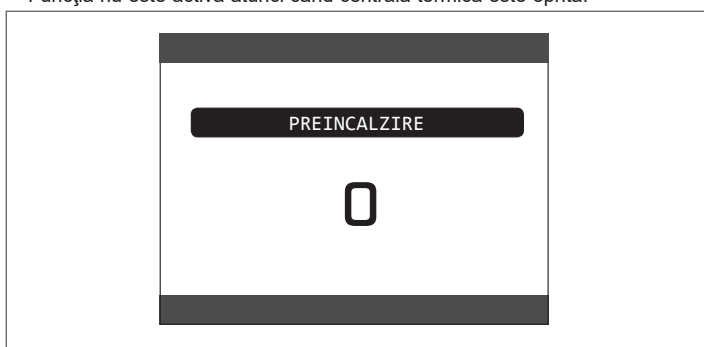 Funcţia nu este activă atunci când centrala termică este oprită.
PREINCALZIRE
0